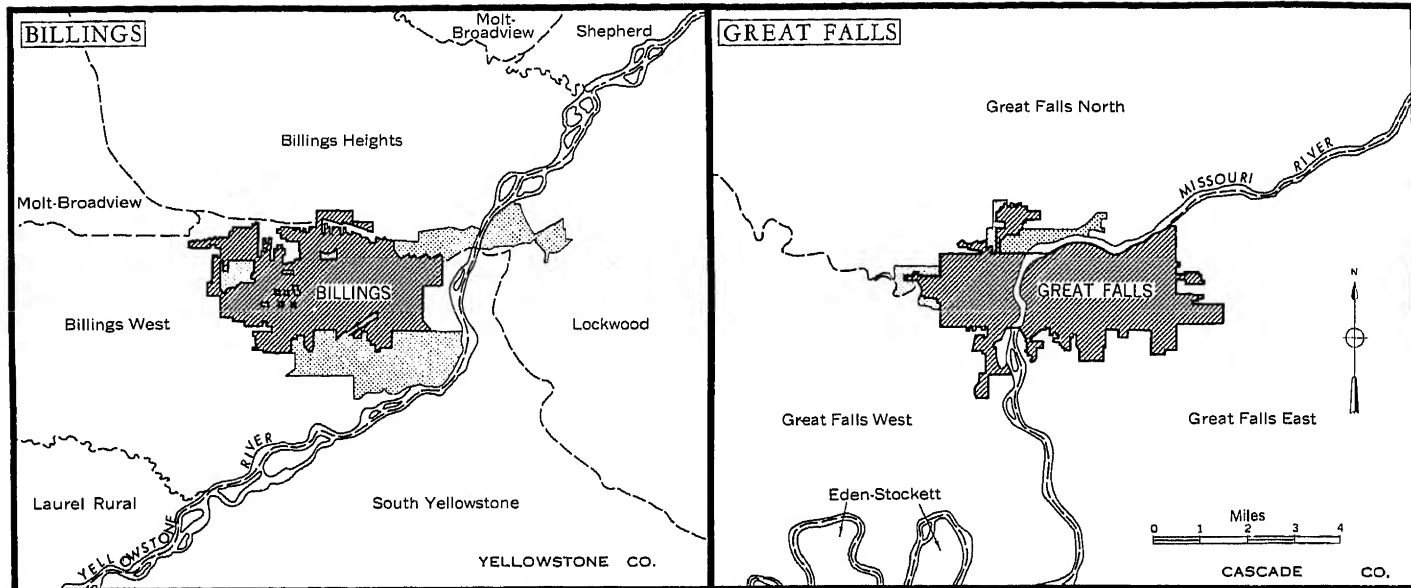 BILLINGS
Molt-
Broadview
Shepherd
Billings Heights
Molt-Broadview
BILLINGS
Billings West
Lockwood
RIVER
Laurel Rural
South Yellowstone
YELLOWSTONE
YELLOWSTONE CO.
GREAT FALLS
Great Falls North
MISSOURI RIVER
N
GREAT FALLS
Great Falls West
Great Falls East
Eden-Stockett
Miles
0 1 2 3 4
CASCADE CO.